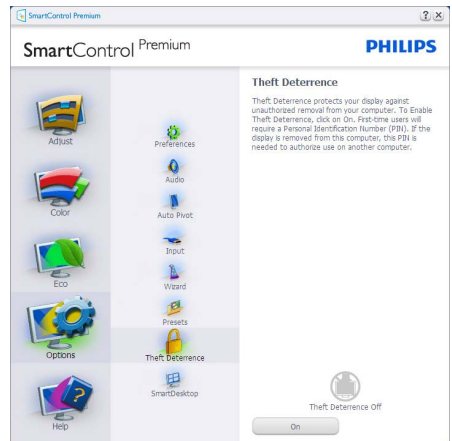 SmartControl Premium
SmartControl Premium
PHILIPS
Adjust
Color
Eco
Options
Help
Preferences
Audio
Auto Pivot
Input
Wizard
Presets
Theft Deterrence
SmartDesktop
Theft Deterrence
Theft Deterrence protects your display against
unauthorized removal from your computer. To Enable
Theft Deterrence, click on On. First-time users will
require a Personal Identification Number (PIN). If the
display is removed from this computer, this PIN is
needed to authorize use on another computer.
Theft Deterrence Off
On